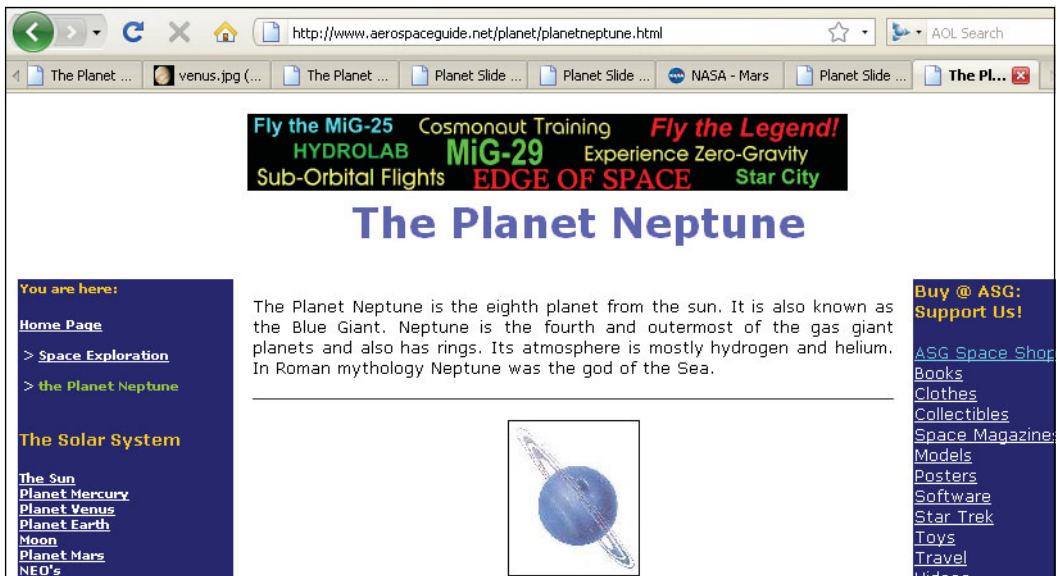 http://www.aerospaceguide.net/planet/planetneptune.html
AOL Search
The Planet ...
venus.jpg (...
The Planet ...
Planet Slide ...
Planet Slide ...
NASA - Mars
Planet Slide ...
The Pl...
Fly the MiG-25 Cosmonaut Training Fly the Legend!
HYDROLAB MiG-29 Experience Zero-Gravity
Sub-Orbital Flights EDGE OF SPACE Star City
The Planet Neptune
You are here:
Home Page
> Space Exploration
> the Planet Neptune
The Solar System
The Sun
Planet Mercury
Planet Venus
Planet Earth
Moon
Planet Mars
NEO's
The Planet Neptune is the eighth planet from the sun. It is also known as
the Blue Giant. Neptune is the fourth and outermost of the gas giant
planets and also has rings. Its atmosphere is mostly hydrogen and helium.
In Roman mythology Neptune was the god of the Sea.
Buy @ ASG:
Support Us!
ASG Space Shop
Books
Clothes
Collectibles
Space Magazines
Models
Posters
Software
Star Trek
Toys
Travel